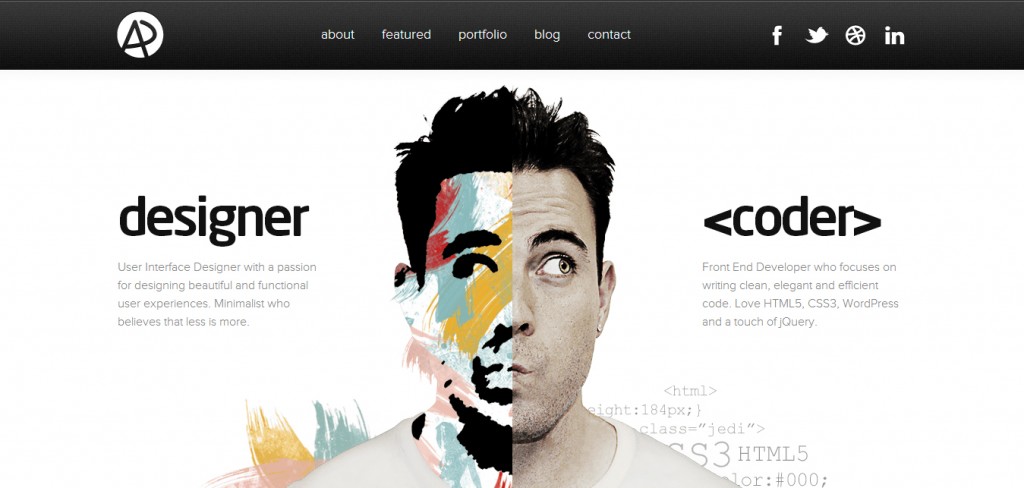 AP
about featured portfolio blog contact
designer
User Interface Designer with a passion
for designing beautiful and functional
user experiences. Minimalist who
believes that less is more.
<coder>
Front End Developer who focuses on
writing clean, elegant and efficient
code. Love HTML5, CSS3, WordPress
and a touch of jQuery.
<html>
eight:184px;}
class=”jedi”>
SS3 HTML5
lor:#000;